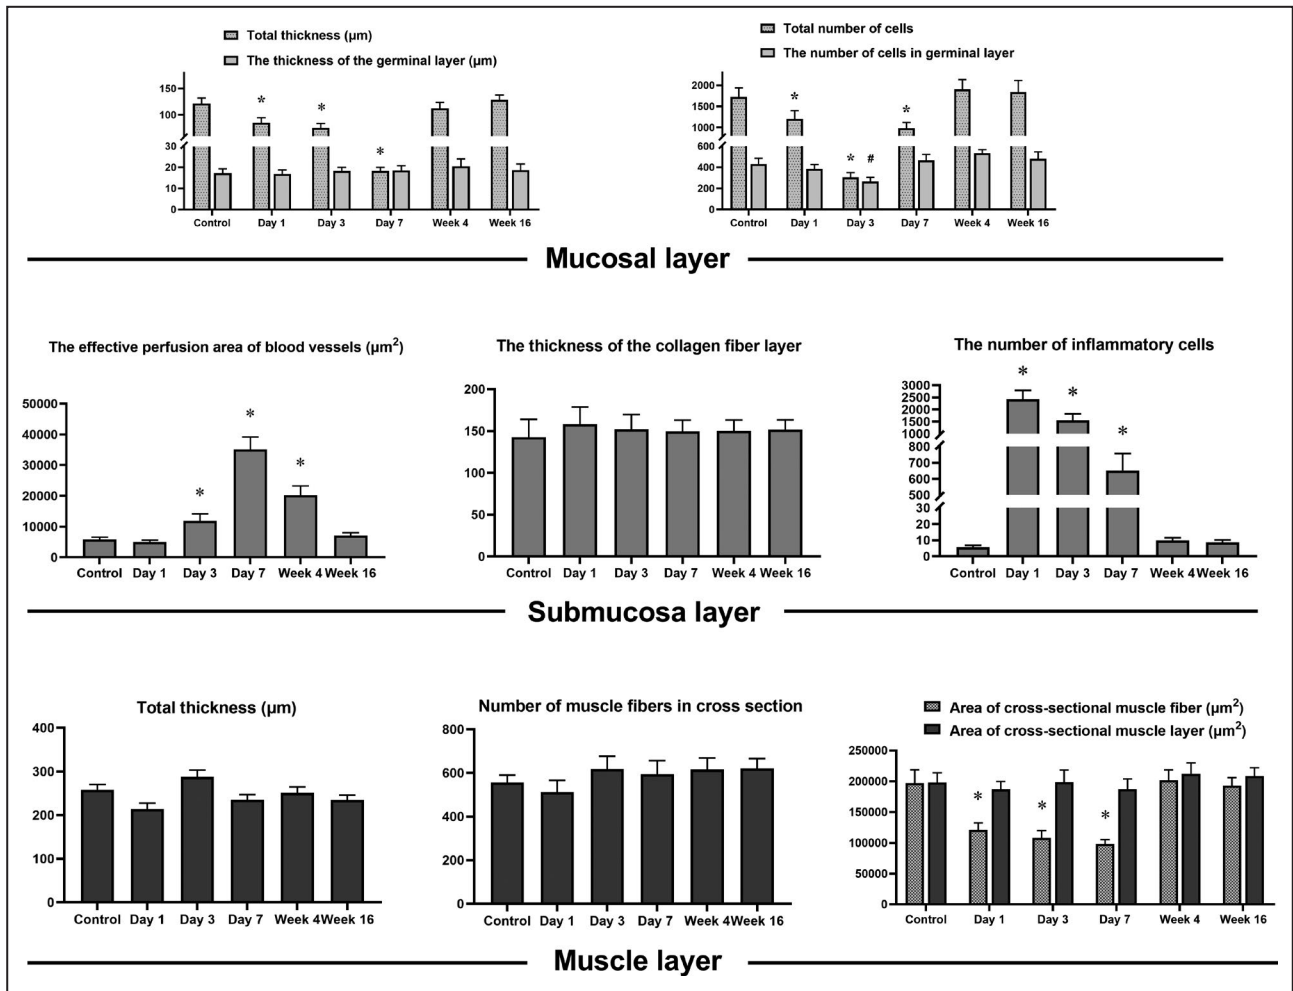 Total thickness (µm)
The thickness of the germinal layer (µm)
150
100
30
20
10
0
Control Day 1 Day 3 Day 7 Week 4 Week 16
* * *
Total number of cells
The number of cells in germinal layer
2000
1500
1000
600
400
200
0
Control Day 1 Day 3 Day 7 Week 4 Week 16
* * # *
Mucosal layer
The effective perfusion area of blood vessels (µm²)
50000
40000
30000
20000
10000
0
Control Day 1 Day 3 Day 7 Week 4 Week 16
* * *
The thickness of the collagen fiber layer
200
150
100
50
0
Control Day 1 Day 3 Day 7 Week 4 Week 16
The number of inflammatory cells
3000
2500
2000
1500
1000
800
700
600
500
30
20
10
0
Control Day 1 Day 3 Day 7 Week 4 Week 16
* * *
Submucosa layer
Total thickness (µm)
400
300
200
100
0
Control Day 1 Day 3 Day 7 Week 4 Week 16
Number of muscle fibers in cross section
800
600
400
200
0
Control Day 1 Day 3 Day 7 Week 4 Week 16
Area of cross-sectional muscle fiber (µm²)
Area of cross-sectional muscle layer (µm²)
250000
200000
150000
100000
50000
0
Control Day 1 Day 3 Day 7 Week 4 Week 16
* * *
Muscle layer